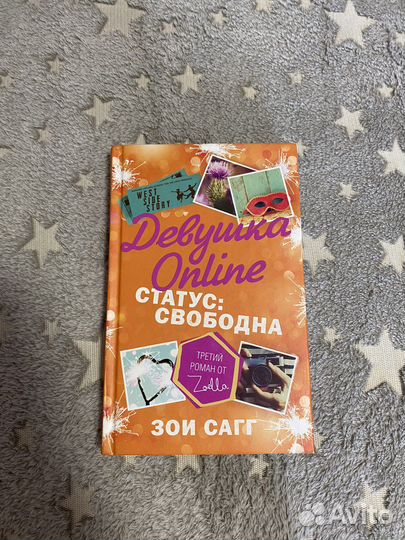 WEST
SIDE
STORY
Девушка
Online
СТАТУС:
СВОБОДНА
ТРЕТИЙ
РОМАН ОТ
Zoella
ЗОИ САГГ
Avito